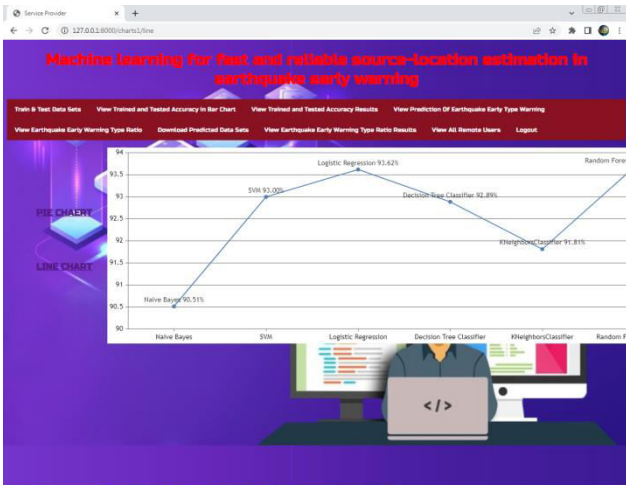 Service Provider
127.0.0.1:8000/charts1/line
Machine learning for fast and reliable source-location estimation in
earthquake early warning
Train & Test Data Sets View Trained and Tested Accuracy in Bar Chart View Trained and Tested Accuracy Results View Prediction Of Earthquake Early Type Warning
View Earthquake Early Warning Type Ratio Download Predicted Data Sets View Earthquake Early Warning Type Ratio Results View All Remote Users Logout
PIE CHAERT
LINE CHART
94
93.5
93
92.5
92
91.5
91
90.5
90
Naive Bayes 90.51%
SVM 93.00%
Logistic Regression 93.62%
Decision Tree Classifier 92.89%
KNeighborsClassifier 91.81%
Random Fore
Naive Bayes SVM Logistic Regression Decision Tree Classifier KNeighborsClassifier Random F
</>